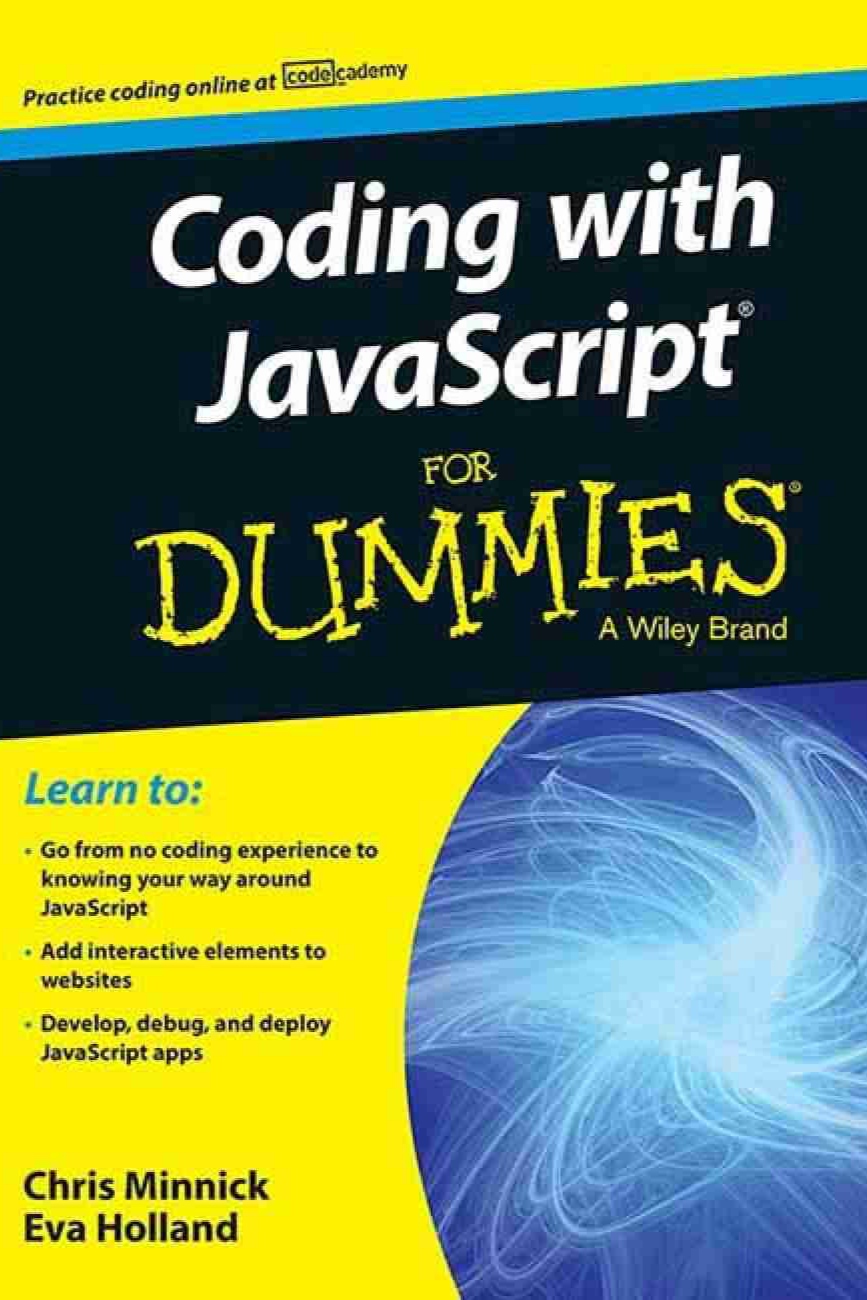 Practice coding online at codecademy
Coding with
JavaScript®
FOR
DUMMIES®
A Wiley Brand
Learn to:
• Go from no coding experience to
knowing your way around
JavaScript
• Add interactive elements to
websites
• Develop, debug, and deploy
JavaScript apps
Chris Minnick
Eva Holland